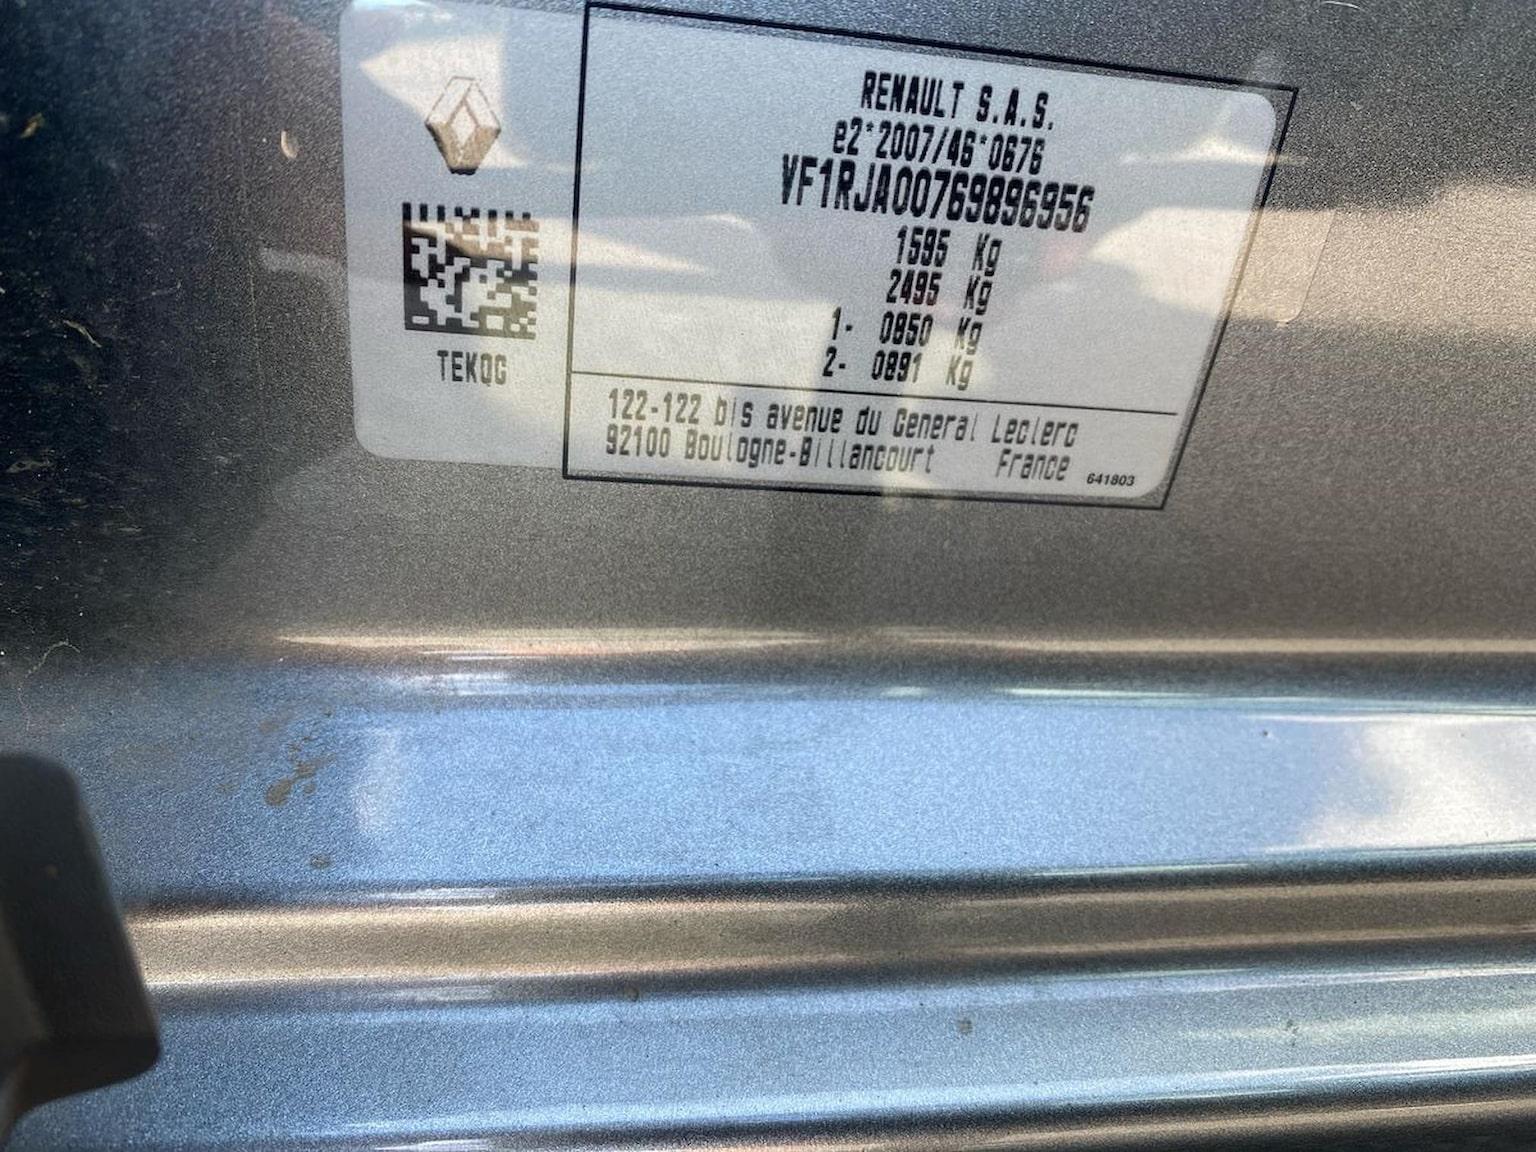 RENAULT S.A.S.
e2*2007/46*0676
VF1RJA00769896956
1595 Kg
2495 Kg
1- 0850 Kg
2- 0891 Kg
TEKQG
122-122 bis avenue du General Leclerc
92100 Boulogne-Billancourt France
641803